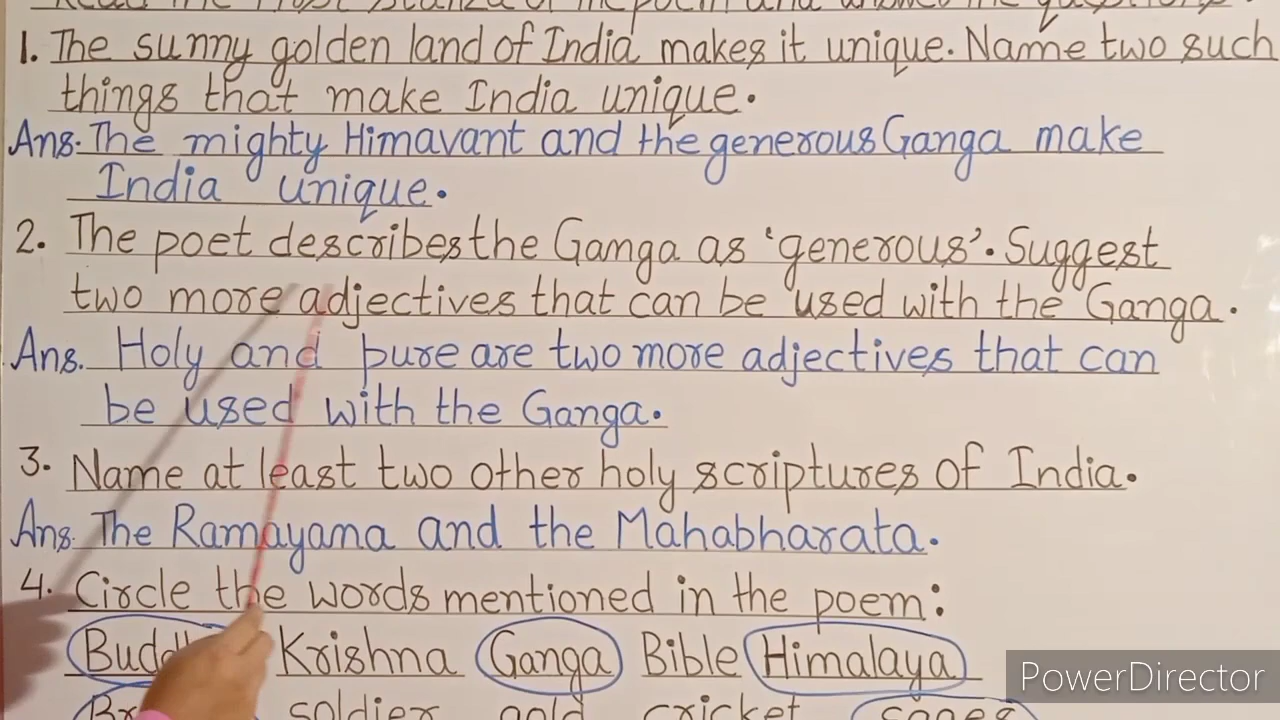 1. The sunny golden land of India makes it unique. Name two such
things that make India unique.
Ans. The mighty Himavant and the generous Ganga make
India unique.
2. The poet describes the Ganga as 'generous'. Suggest
two more adjectives that can be used with the Ganga.
Ans. Holy and pure are two more adjectives that can
be used with the Ganga.
3. Name at least two other holy scriptures of India.
Ans. The Ramayana and the Mahabharata.
4. Circle the words mentioned in the poem:
Krishna Ganga Bible Himalaya
soldier gold cricket sages
PowerDirector